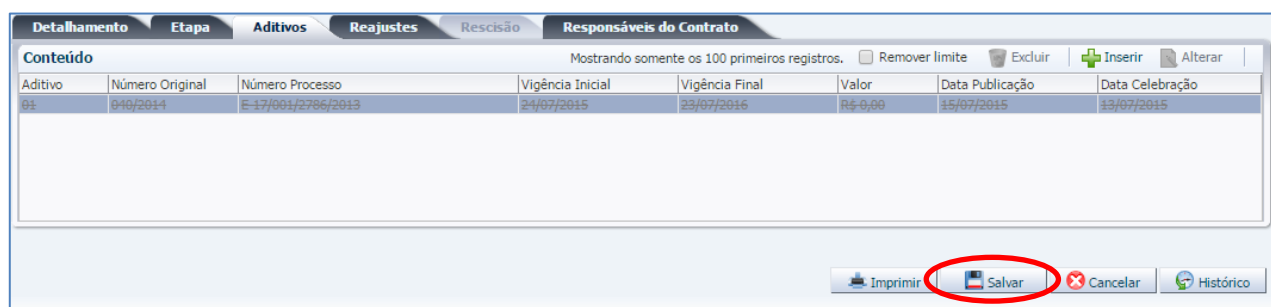 Detalhamento Etapa Aditivos Reajustes Rescisão Responsáveis do Contrato
Conteúdo Mostrando somente os 100 primeiros registros. Remover limite Excluir Inserir Alterar
Aditivo Número Original Número Processo Vigência Inicial Vigência Final Valor Data Publicação Data Celebração
01 040/2014 E-17/001/2786/2013 24/07/2015 23/07/2016 R$ 0,00 15/07/2015 13/07/2015
Imprimir Salvar Cancelar Histórico